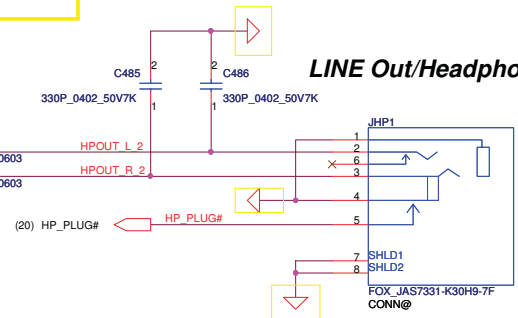 2
2
C485
C486
LINE Out/Headpho
330P_0402_50V7K
330P_0402_50V7K
1
1
JHP1
1
HPOUT_L_2
2
0603
6
HPOUT_R_2
3
0603
4
(20) HP_PLUG#
HP_PLUG#
5
7
SHLD1
8
SHLD2
FOX_JAS7331-K30H9-7F
CONN@